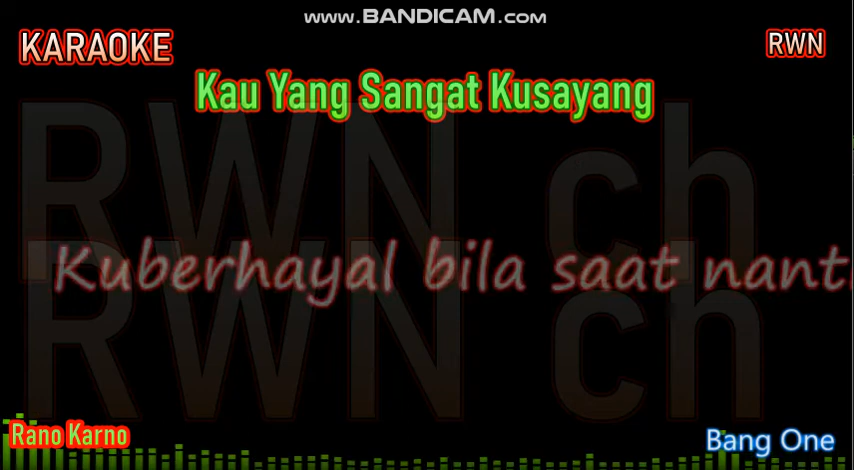 www.BANDICAM.com
KARAOKE
RWN
Kau Yang Sangat Kusayang
RWN ch
Kuberhayal bila saat nanti
RWN ch
Rano Karno
Bang One